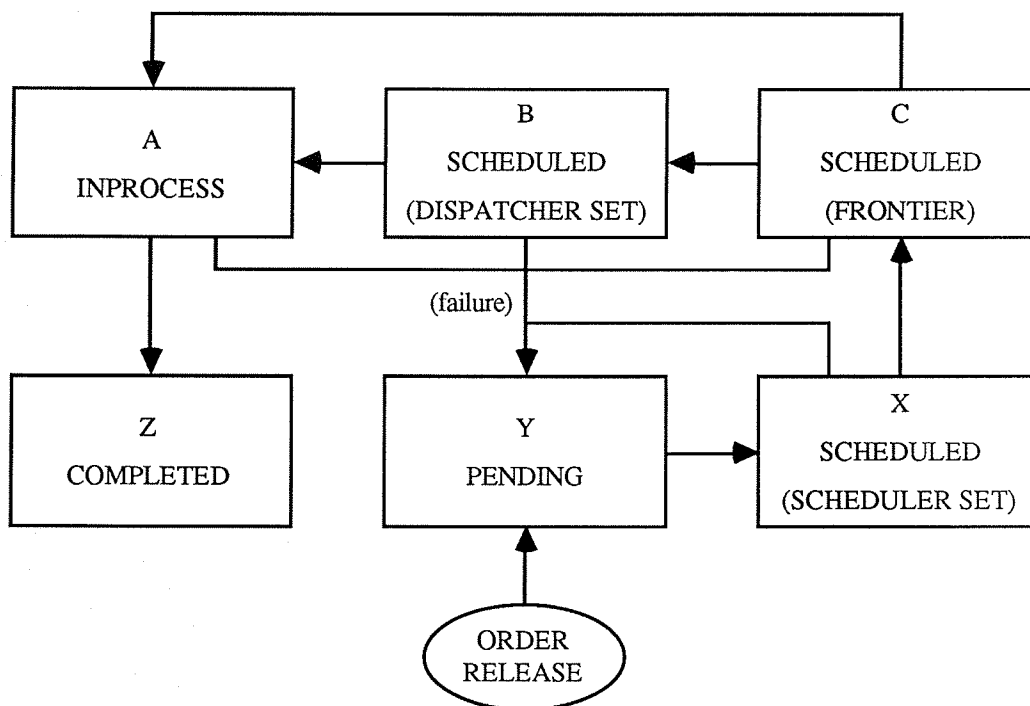 A
INPROCESS
B
SCHEDULED
(DISPATCHER SET)
C
SCHEDULED
(FRONTIER)
(failure)
Z
COMPLETED
Y
PENDING
X
SCHEDULED
(SCHEDULER SET)
ORDER
RELEASE